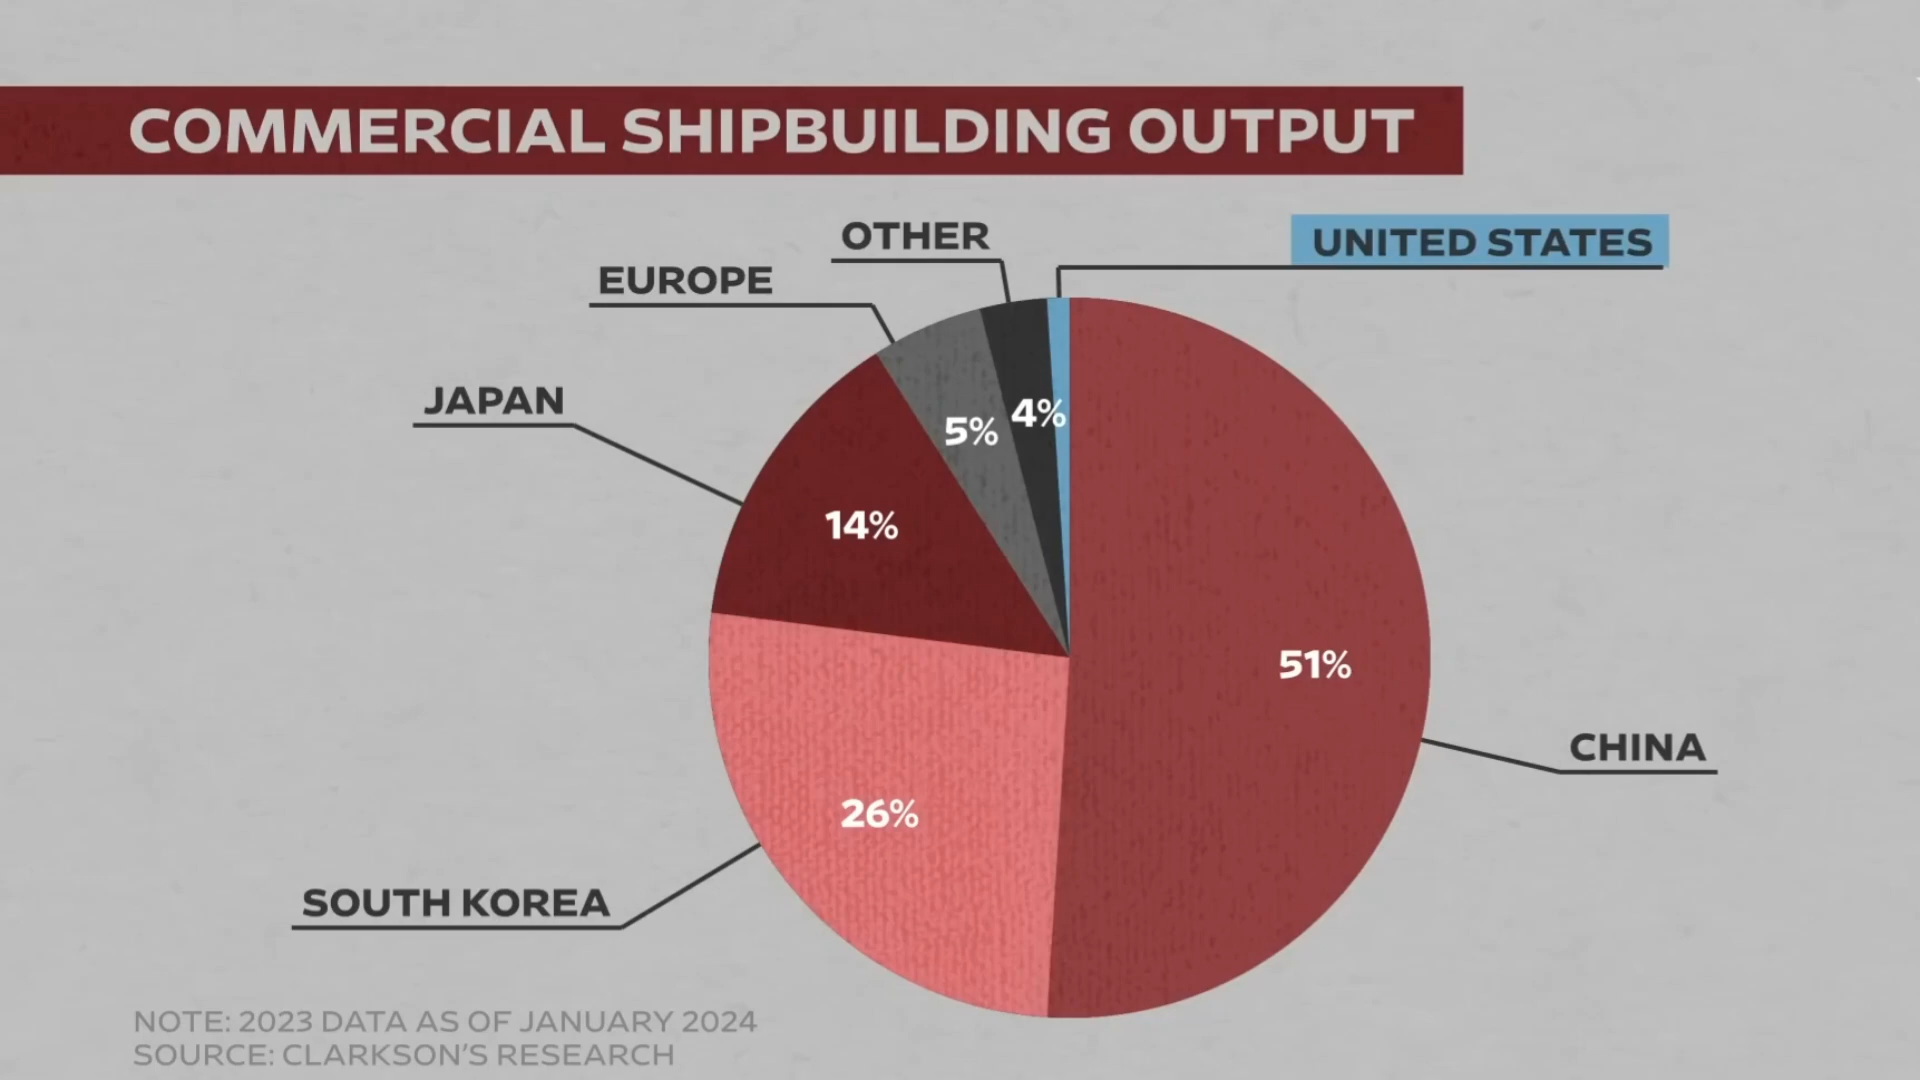 COMMERCIAL SHIPBUILDING OUTPUT
OTHER
UNITED STATES
EUROPE
JAPAN
4%
5%
14%
51%
CHINA
26%
SOUTH KOREA
NOTE: 2023 DATA AS OF JANUARY 2024
SOURCE: CLARKSON'S RESEARCH